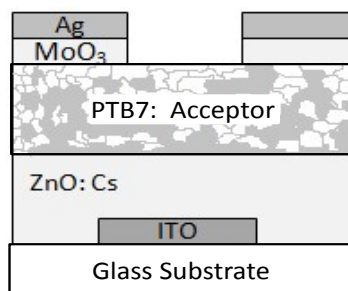 Ag
MoO₃
PTB7: Acceptor
ZnO: Cs
ITO
Glass Substrate